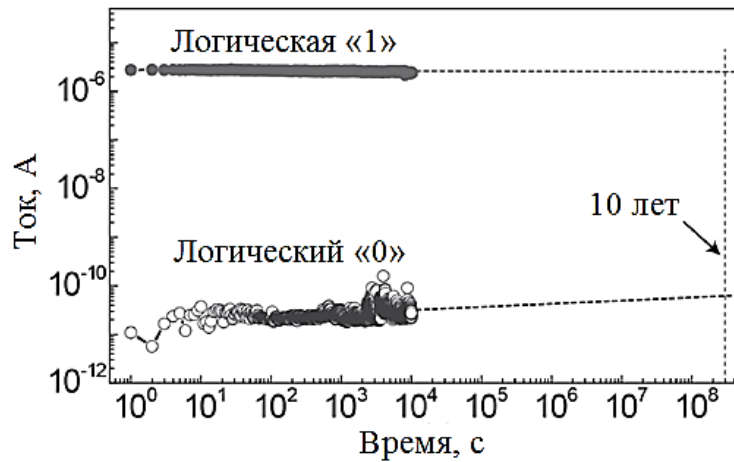 Логическая «1»
10⁻⁶
Ток, А
10⁻⁸
10 лет
Логический «0»
10⁻¹⁰
10⁻¹²
10⁰ 10¹ 10² 10³ 10⁴ 10⁵ 10⁶ 10⁷ 10⁸
Время, с